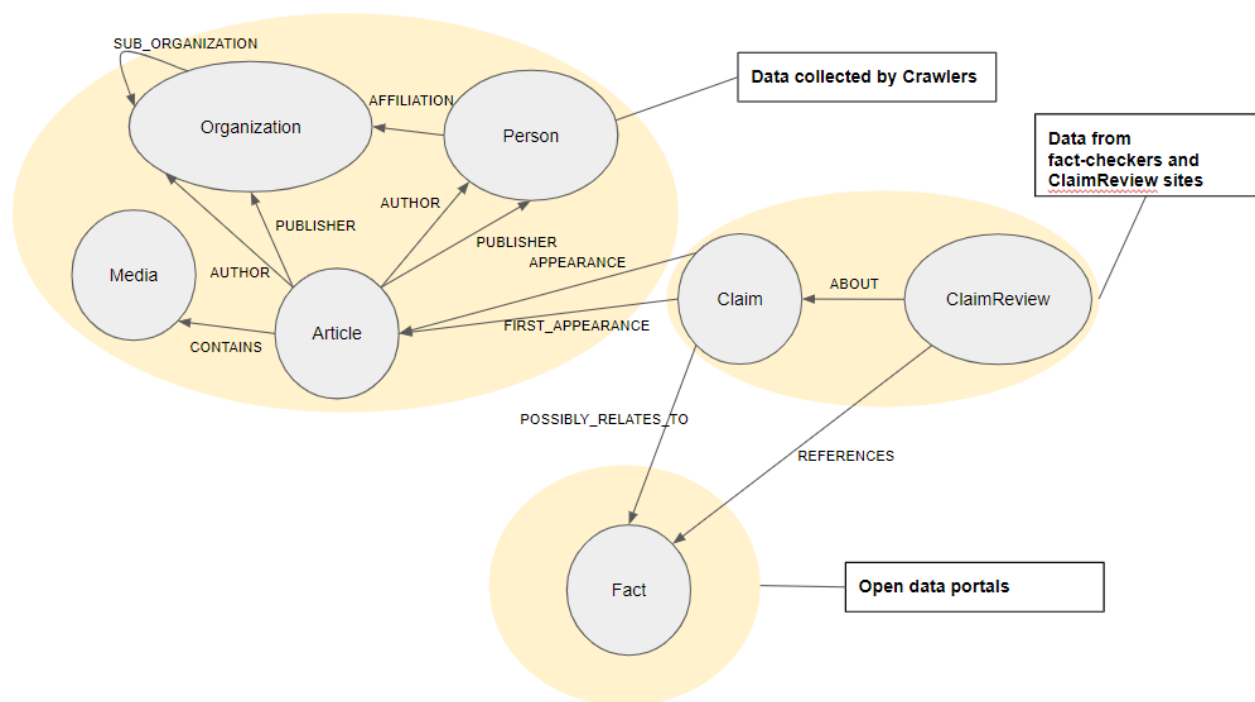 SUB_ORGANIZATION
Organization
AFFILIATION
Person
Data collected by Crawlers
Data from
fact-checkers and
ClaimReview sites
AUTHOR
PUBLISHER
PUBLISHER
AUTHOR
APPEARANCE
Media
CONTAINS
Article
FIRST_APPEARANCE
Claim
ABOUT
ClaimReview
POSSIBLY_RELATES_TO
REFERENCES
Fact
Open data portals